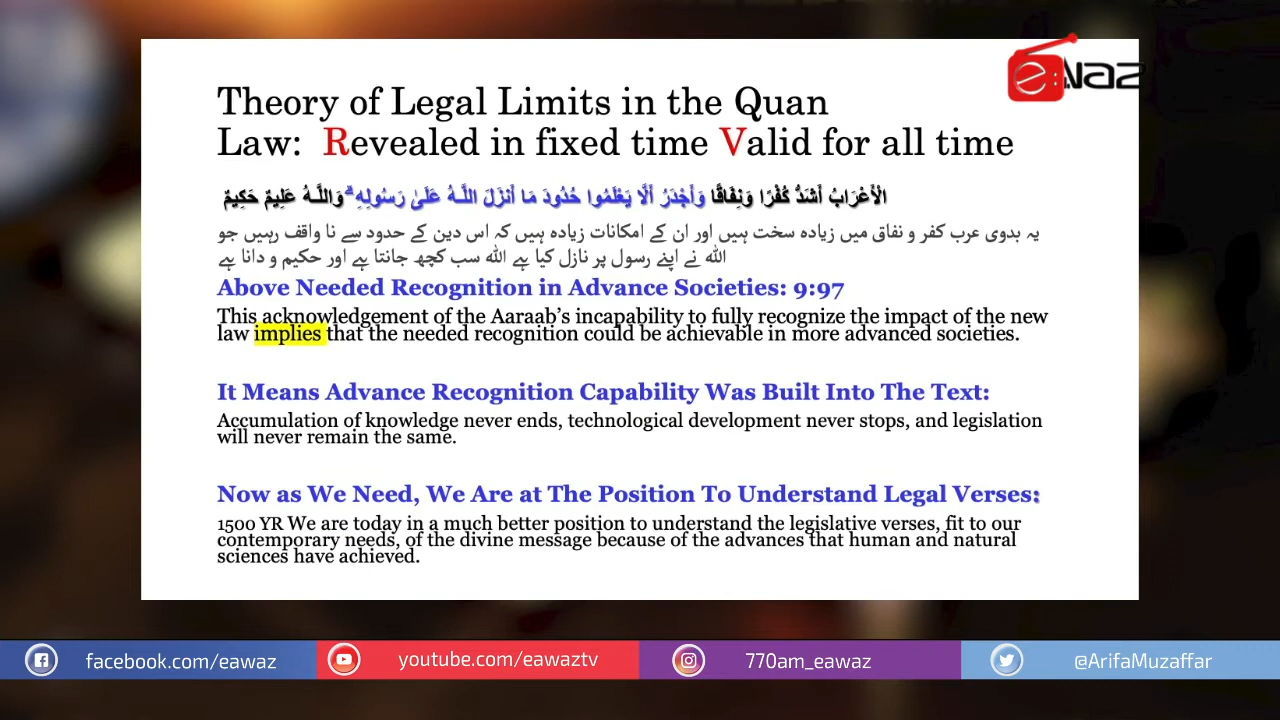 eawaz
Theory of Legal Limits in the Quan
Law: Revealed in fixed time Valid for all time
الْأَعْرَابُ أَشَدُّ كُفْرًا وَنِفَاقًا وَأَجْدَرُ أَلَّا يَعْلَمُوا حُدُودَ مَا أَنزَلَ اللَّـهُ عَلَىٰ رَسُولِهِ ۗ وَاللَّـهُ عَلِيمٌ حَكِيمٌ
یہ بدوی عرب کفر و نفاق میں زیادہ سخت ہیں اور ان کے امکانات زیادہ ہیں کہ اس دین کے حدود سے نا واقف رہیں جو
اللہ نے اپنے رسول پر نازل کیا ہے اللہ سب کچھ جانتا ہے اور حکیم و دانا ہے
Above Needed Recognition in Advance Societies: 9:97
This acknowledgement of the Aaraab’s incapability to fully recognize the impact of the new
law implies that the needed recognition could be achievable in more advanced societies.
It Means Advance Recognition Capability Was Built Into The Text:
Accumulation of knowledge never ends, technological development never stops, and legislation
will never remain the same.
Now as We Need, We Are at The Position To Understand Legal Verses:
1500 YR We are today in a much better position to understand the legislative verses, fit to our
contemporary needs, of the divine message because of the advances that human and natural
sciences have achieved.
facebook.com/eawaz
youtube.com/eawaztv
770am_eawaz
@ArifaMuzaffar